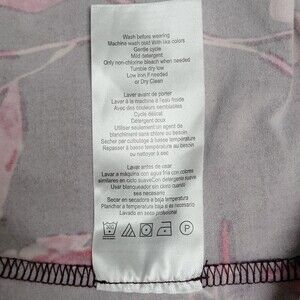 Wash before wearing
Machine wash cold With like colors
Gentle cycle
Mild detergent
Only non-chlorine bleach when needed
Tumble dry low
Low iron if needed
or Dry Clean
Laver avant de porter
Laver à la machine à l'eau froide
Avec des couleurs semblables
Cycle délicat
Détergent doux
Utiliser seulement un agent de
blanchiment sans chlore au besoin
Sécher par culbutage à basse température
Repasser à basse température au besoin
ou nettoyer à sec
Lavar antes de usar
Lavar a máquina con agua fría con colores
similares en ciclo suaveCon detergente suave
Usar blanqueador sin cloro cuando
sea necesario
Secar en secadora a baja temperatura
Planchar a temperatura baja si es necesario
Lavado en seco profesional
P